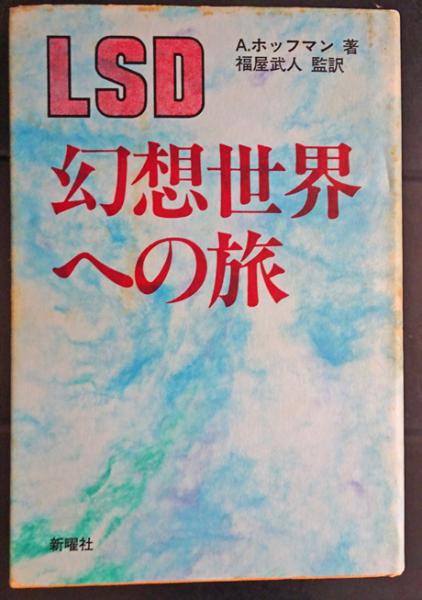 LSD
A.ホッフマン 著
福屋武人 監訳
幻想世界
への旅
新曜社